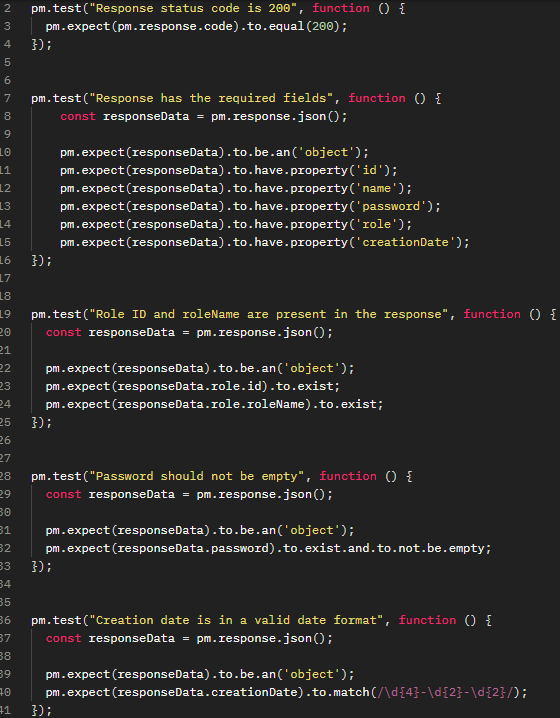 2 pm.test("Response status code is 200", function () {
3   pm.expect(pm.response.code).to.equal(200);
4 });
5
6
7 pm.test("Response has the required fields", function () {
8     const responseData = pm.response.json();
9
10     pm.expect(responseData).to.be.an('object');
11     pm.expect(responseData).to.have.property('id');
12     pm.expect(responseData).to.have.property('name');
13     pm.expect(responseData).to.have.property('password');
14     pm.expect(responseData).to.have.property('role');
15     pm.expect(responseData).to.have.property('creationDate');
16 });
17
18
19 pm.test("Role ID and roleName are present in the response", function () {
20   const responseData = pm.response.json();
21
22   pm.expect(responseData).to.be.an('object');
23   pm.expect(responseData.role.id).to.exist;
24   pm.expect(responseData.role.roleName).to.exist;
25 });
26
27
28 pm.test("Password should not be empty", function () {
29   const responseData = pm.response.json();
30
31   pm.expect(responseData).to.be.an('object');
32   pm.expect(responseData.password).to.exist.and.to.not.be.empty;
33 });
34
35
36 pm.test("Creation date is in a valid date format", function () {
37   const responseData = pm.response.json();
38
39   pm.expect(responseData).to.be.an('object');
40   pm.expect(responseData.creationDate).to.match(/\d{4}-\d{2}-\d{2}/);
41 });